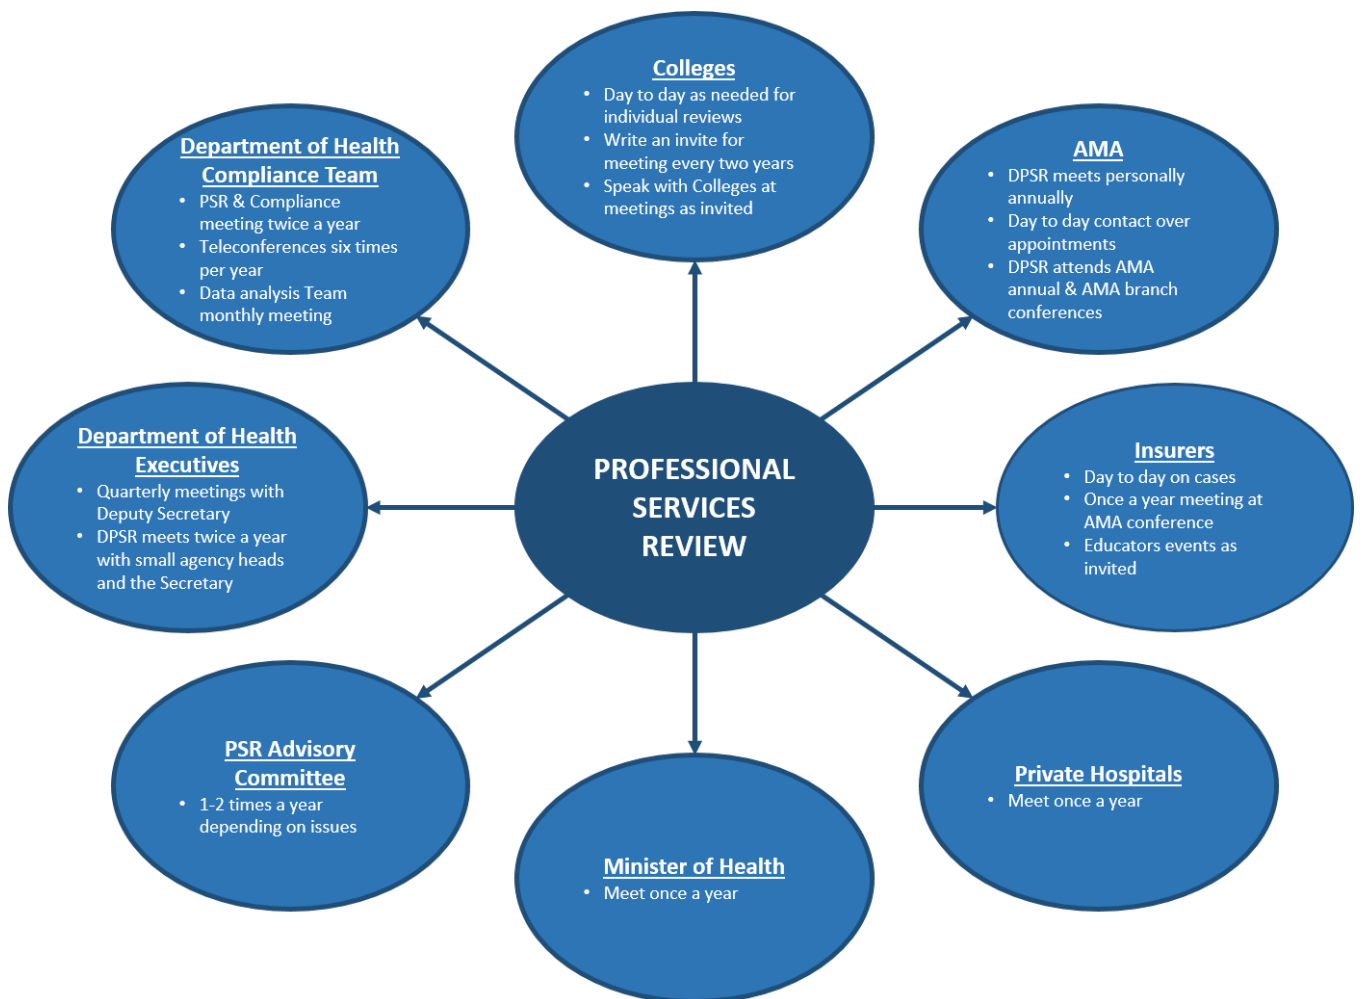 Colleges
• Day to day as needed for
individual reviews
• Write an invite for
meeting every two years
• Speak with Colleges at
meetings as invited
AMA
• DPSR meets personally
annually
• Day to day contact over
appointments
• DPSR attends AMA
annual & AMA branch
conferences
Insurers
• Day to day on cases
• Once a year meeting at
AMA conference
• Educators events as
invited
Private Hospitals
• Meet once a year
Minister of Health
• Meet once a year
PSR Advisory
Committee
• 1-2 times a year
depending on issues
Department of Health
Executives
• Quarterly meetings with
Deputy Secretary
• DPSR meets twice a year
with small agency heads
and the Secretary
Department of Health
Compliance Team
• PSR & Compliance
meeting twice a year
• Teleconferences six times
per year
• Data analysis Team
monthly meeting
PROFESSIONAL
SERVICES
REVIEW